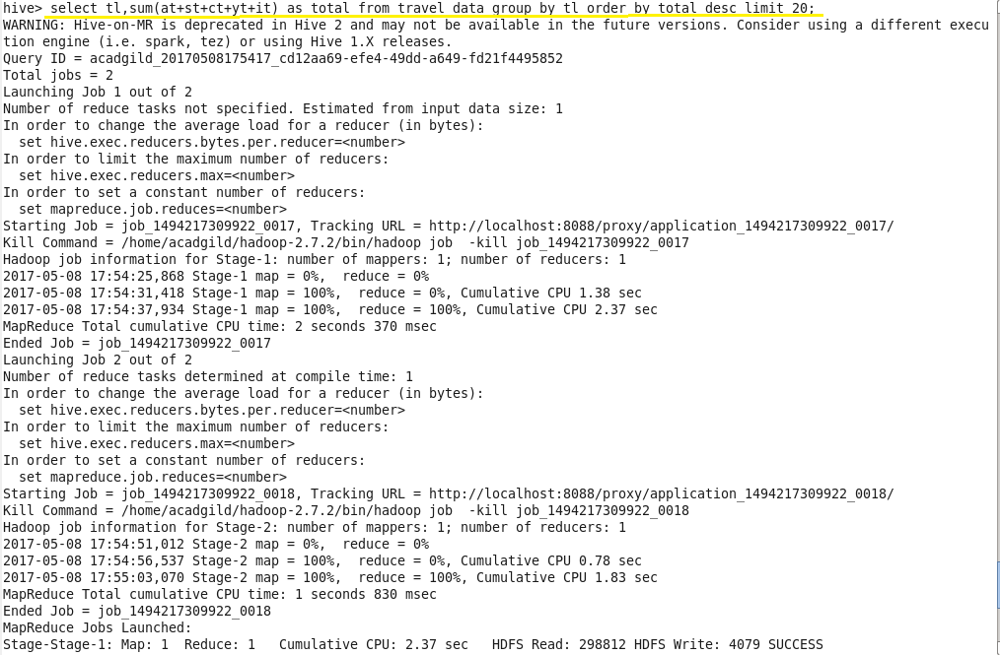 hive> select tl,sum(at+st+ct+yt+it) as total from travel_data group by tl order by total desc limit 20;
WARNING: Hive-on-MR is deprecated in Hive 2 and may not be available in the future versions. Consider using a different execu
tion engine (i.e. spark, tez) or using Hive 1.X releases.
Query ID = acadgild_20170508175417_cd12aa69-efe4-49dd-a649-fd21f4495852
Total jobs = 2
Launching Job 1 out of 2
Number of reduce tasks not specified. Estimated from input data size: 1
In order to change the average load for a reducer (in bytes):
  set hive.exec.reducers.bytes.per.reducer=<number>
In order to limit the maximum number of reducers:
  set hive.exec.reducers.max=<number>
In order to set a constant number of reducers:
  set mapreduce.job.reduces=<number>
Starting Job = job_1494217309922_0017, Tracking URL = http://localhost:8088/proxy/application_1494217309922_0017/
Kill Command = /home/acadgild/hadoop-2.7.2/bin/hadoop job  -kill job_1494217309922_0017
Hadoop job information for Stage-1: number of mappers: 1; number of reducers: 1
2017-05-08 17:54:25,868 Stage-1 map = 0%,  reduce = 0%
2017-05-08 17:54:31,418 Stage-1 map = 100%,  reduce = 0%, Cumulative CPU 1.38 sec
2017-05-08 17:54:37,934 Stage-1 map = 100%,  reduce = 100%, Cumulative CPU 2.37 sec
MapReduce Total cumulative CPU time: 2 seconds 370 msec
Ended Job = job_1494217309922_0017
Launching Job 2 out of 2
Number of reduce tasks determined at compile time: 1
In order to change the average load for a reducer (in bytes):
  set hive.exec.reducers.bytes.per.reducer=<number>
In order to limit the maximum number of reducers:
  set hive.exec.reducers.max=<number>
In order to set a constant number of reducers:
  set mapreduce.job.reduces=<number>
Starting Job = job_1494217309922_0018, Tracking URL = http://localhost:8088/proxy/application_1494217309922_0018/
Kill Command = /home/acadgild/hadoop-2.7.2/bin/hadoop job  -kill job_1494217309922_0018
Hadoop job information for Stage-2: number of mappers: 1; number of reducers: 1
2017-05-08 17:54:51,012 Stage-2 map = 0%,  reduce = 0%
2017-05-08 17:54:56,537 Stage-2 map = 100%,  reduce = 0%, Cumulative CPU 0.78 sec
2017-05-08 17:55:03,070 Stage-2 map = 100%,  reduce = 100%, Cumulative CPU 1.83 sec
MapReduce Total cumulative CPU time: 1 seconds 830 msec
Ended Job = job_1494217309922_0018
MapReduce Jobs Launched:
Stage-Stage-1: Map: 1  Reduce: 1   Cumulative CPU: 2.37 sec   HDFS Read: 298812 HDFS Write: 4079 SUCCESS